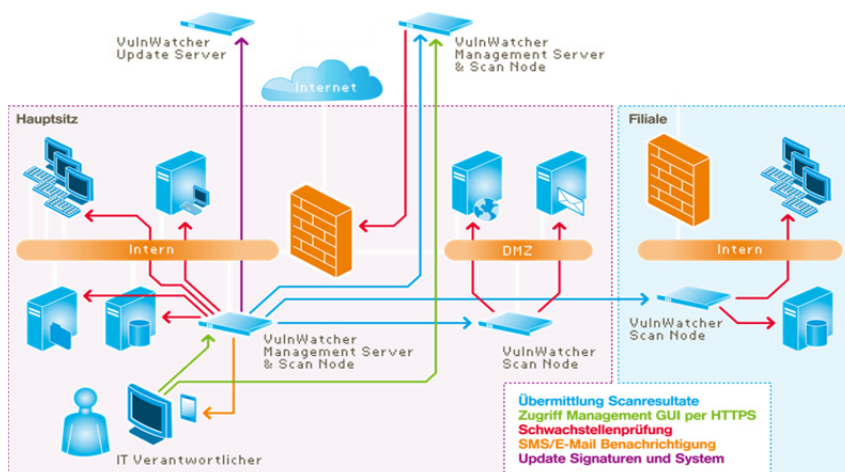 VulnWatcher
Update Server
VulnWatcher
Management Server
& Scan Node
Internet
Hauptsitz
Filiale
Intern
DMZ
Intern
VulnWatcher
Management Server
& Scan Node
VulnWatcher
Scan Node
VulnWatcher
Scan Node
IT Verantwortlicher
Übermittlung Scanresultate
Zugriff Management GUI per HTTPS
Schwachstellenprüfung
SMS/E-Mail Benachrichtigung
Update Signaturen und System